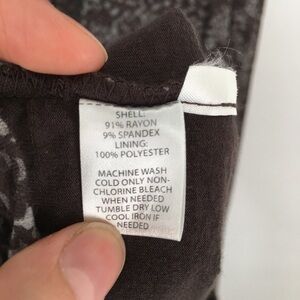 SHELL:
91% RAYON
9% SPANDEX
LINING:
100% POLYESTER
MACHINE WASH
COLD ONLY NON-
CHLORINE BLEACH
WHEN NEEDED
TUMBLE DRY LOW
COOL IRON IF
NEEDED